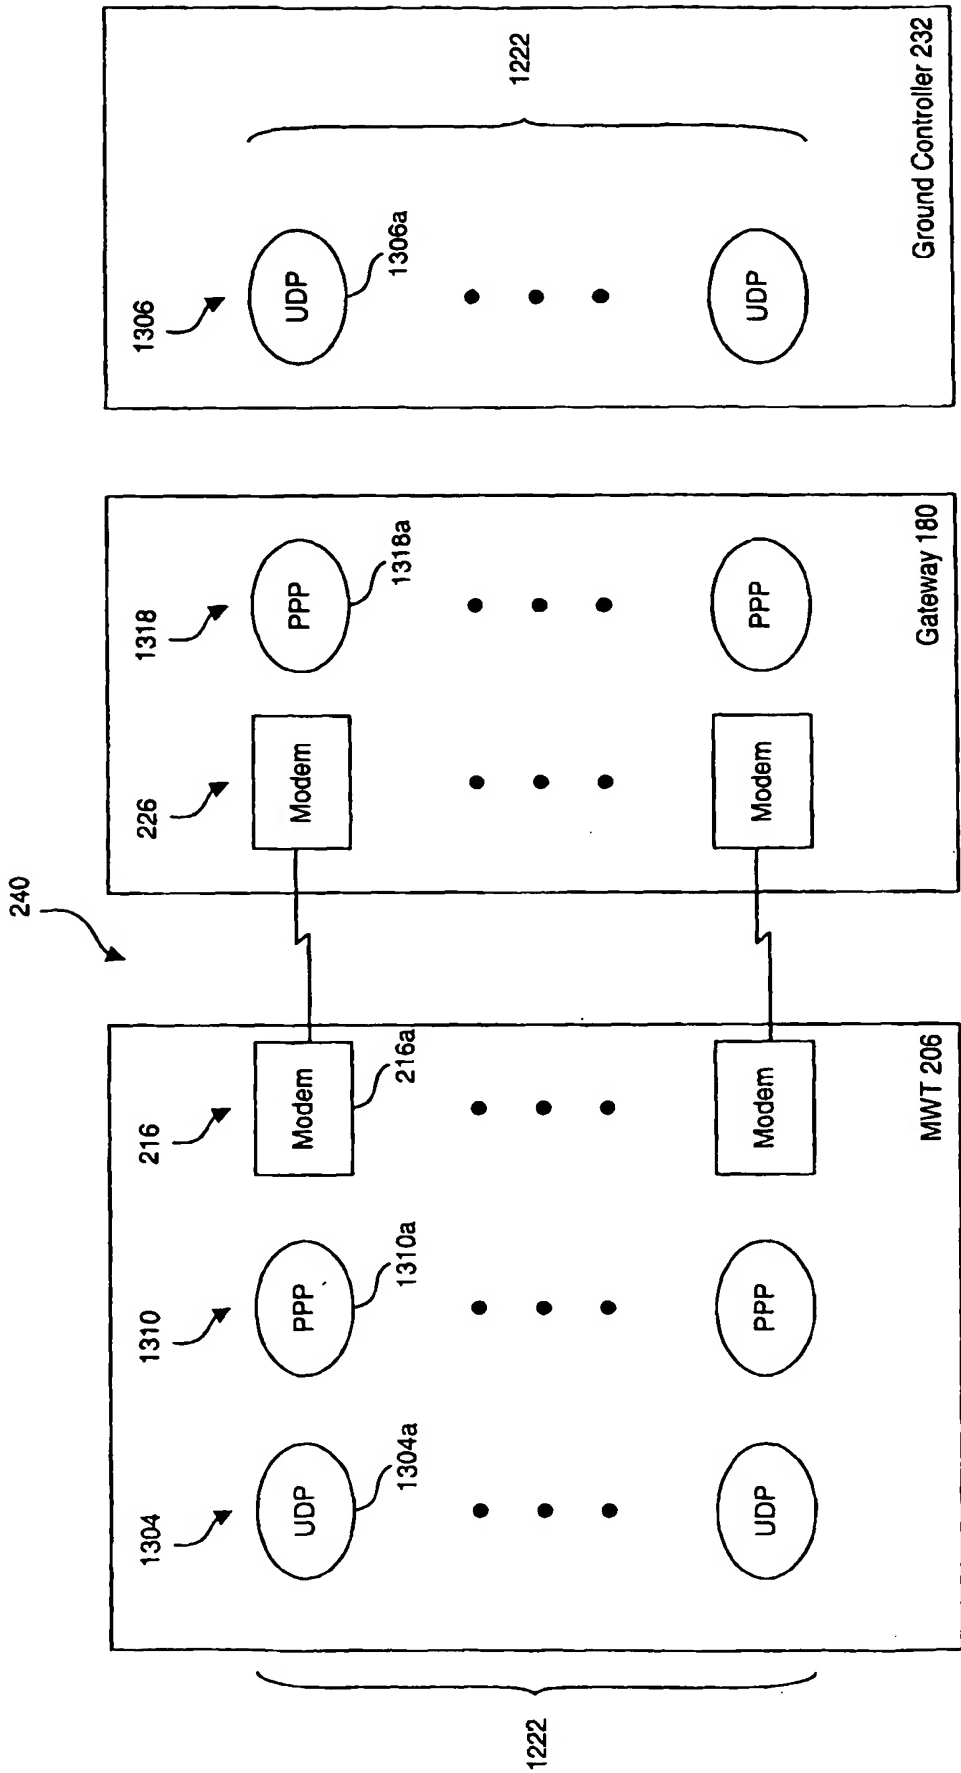 240
1304
UDP
1304a
UDP
1310
PPP
1310a
PPP
216
Modem
216a
Modem
MWT 206
1222
226
Modem
Modem
1318
PPP
1318a
PPP
Gateway 180
1306
UDP
1306a
UDP
1222
Ground Controller 232